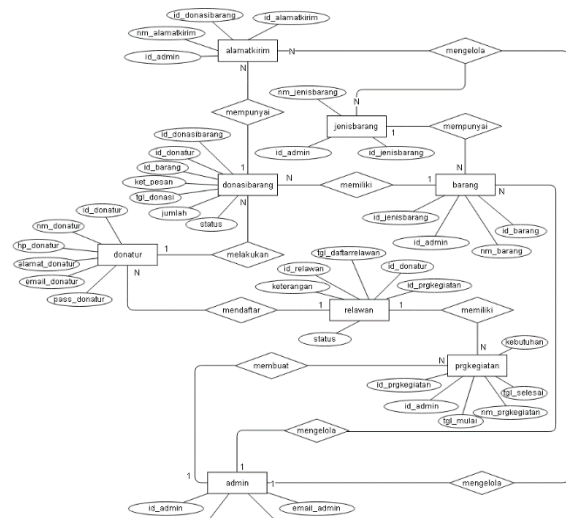 id_donasibarang
id_alamatkirim
nm_alamatkirim
id_admin
alamatkirim
N
mengelola
N
mempunyai
nm_jenisbarang
N
jenisbarang
1
mempunyai
id_admin
id_jenisbarang
id_donasibarang
id_donatur
id_barang
ket_pesan
tgl_donasi
jumlah
status
1
donasibarang
N
memiliki
1
N
barang
N
N
id_jenisbarang
id_admin
nm_barang
id_barang
id_donatur
nm_donatur
hp_donatur
alamat_donatur
email_donatur
pass_donatur
donatur
1
melakukan
N
mendaftar
1
tgl_daftarrelawan
id_relawan
keterangan
id_donatur
id_prgkegiatan
relawan
status
1
memiliki
N
membuat
N
prgkegiatan
kebutuhan
tgl_selesai
nm_prgkegiatan
tgl_mulai
id_admin
id_prgkegiatan
mengelola
1
1
admin
1
mengelola
id_admin
email_admin